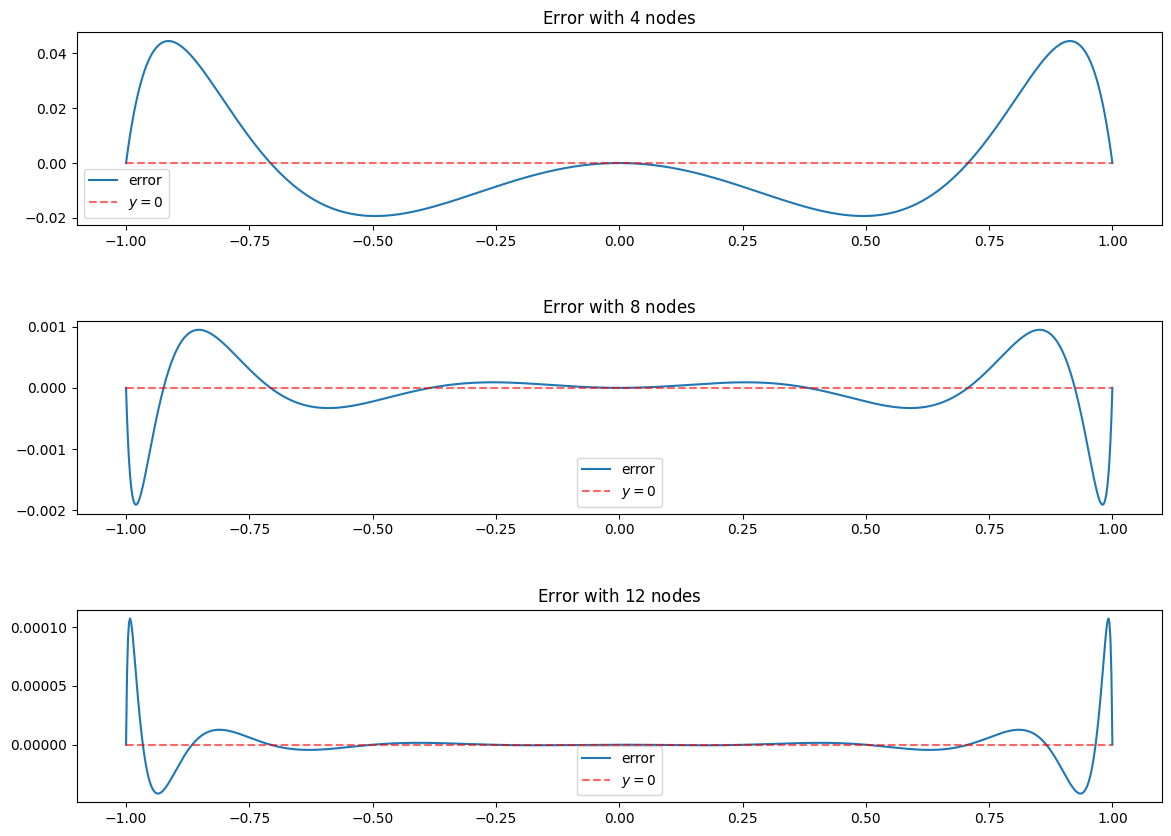 Error with 4 nodes
0.04
0.02
0.00
−0.02
error
y = 0
−1.00 −0.75 −0.50 −0.25 0.00 0.25 0.50 0.75 1.00
Error with 8 nodes
0.001
0.000
−0.001
−0.002
error
y = 0
−1.00 −0.75 −0.50 −0.25 0.00 0.25 0.50 0.75 1.00
Error with 12 nodes
0.00010
0.00005
0.00000
error
y = 0
−1.00 −0.75 −0.50 −0.25 0.00 0.25 0.50 0.75 1.00